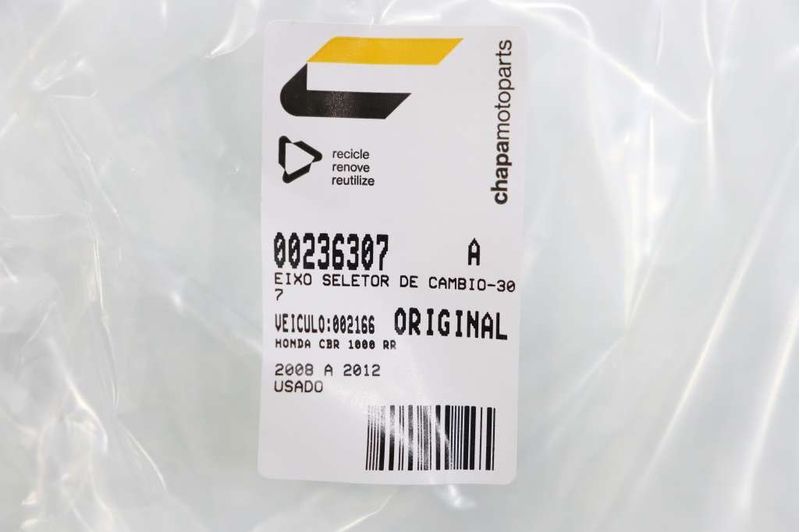 chapamotoparts
recicle
renove
reutilize
00236307 A
EIXO SELETOR DE CAMBIO-30
7
VEICULO:002166 ORIGINAL
HONDA CBR 1000 RR
2008 A 2012
USADO